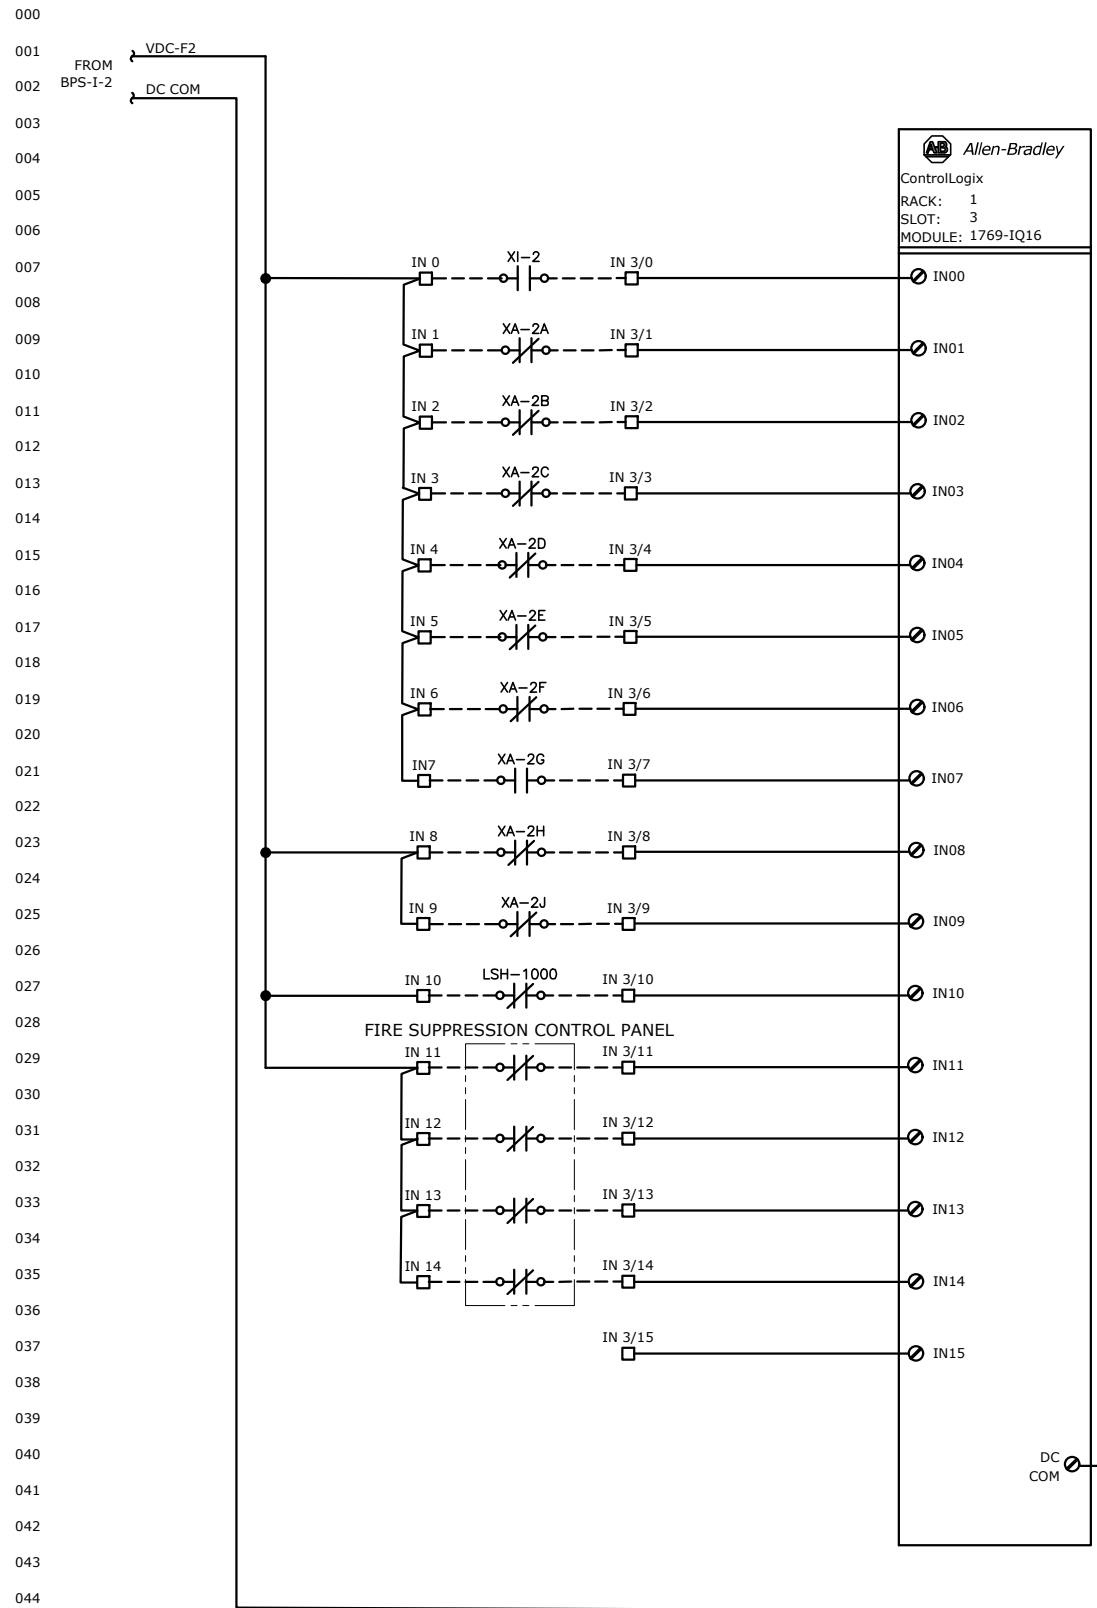 000
001 FROM VDC-F2
002 BPS-I-2 DC COM
003
004 AB Allen-Bradley
005 ControlLogix
RACK: 1
006 SLOT: 3
MODULE: 1769-IQ16
007 IN 0 XI-2 IN 3/0 IN00
008
009 IN 1 XA-2A IN 3/1 IN01
010
011 IN 2 XA-2B IN 3/2 IN02
012
013 IN 3 XA-2C IN 3/3 IN03
014
015 IN 4 XA-2D IN 3/4 IN04
016
017 IN 5 XA-2E IN 3/5 IN05
018
019 IN 6 XA-2F IN 3/6 IN06
020
021 IN7 XA-2G IN 3/7 IN07
022
023 IN 8 XA-2H IN 3/8 IN08
024
025 IN 9 XA-2J IN 3/9 IN09
026
027 IN 10 LSH-1000 IN 3/10 IN10
028 FIRE SUPPRESSION CONTROL PANEL
029 IN 11 IN 3/11 IN11
030
031 IN 12 IN 3/12 IN12
032
033 IN 13 IN 3/13 IN13
034
035 IN 14 IN 3/14 IN14
036
037 IN 3/15 IN15
038
039
040 DC
COM
041
042
043
044